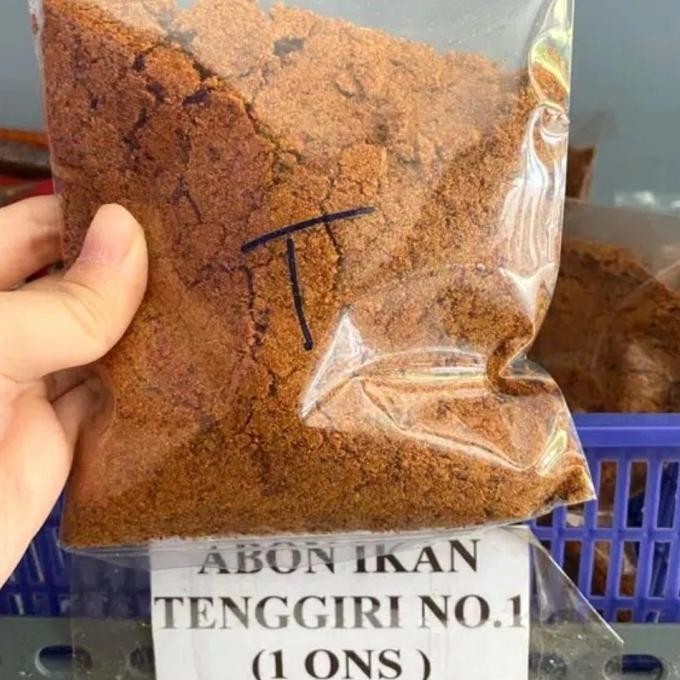 T
ABON IKAN
TENGGIRI NO.1
(1 ONS )